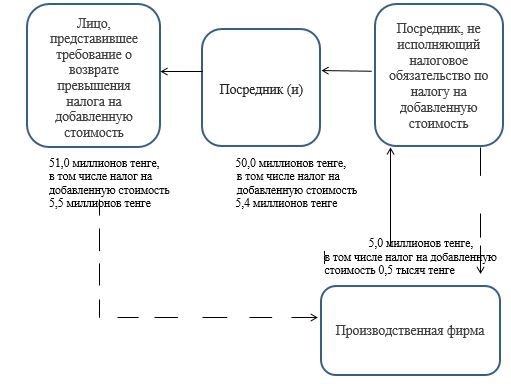 Лицо,
представившее
требование о
возврате
превышения
налога на
добавленную
стоимость
Посредник (и)
Посредник, не
исполняющий
налоговое
обязательство по
налогу на
добавленную
стоимость
51,0 миллионов тенге,
в том числе налог на
добавленную стоимость
5,5 миллионов тенге
50,0 миллионов тенге,
в том числе налог на
добавленную стоимость
5,4 миллионов тенге
5,0 миллионов тенге,
в том числе налог на добавленную
стоимость 0,5 тысяч тенге
Производственная фирма